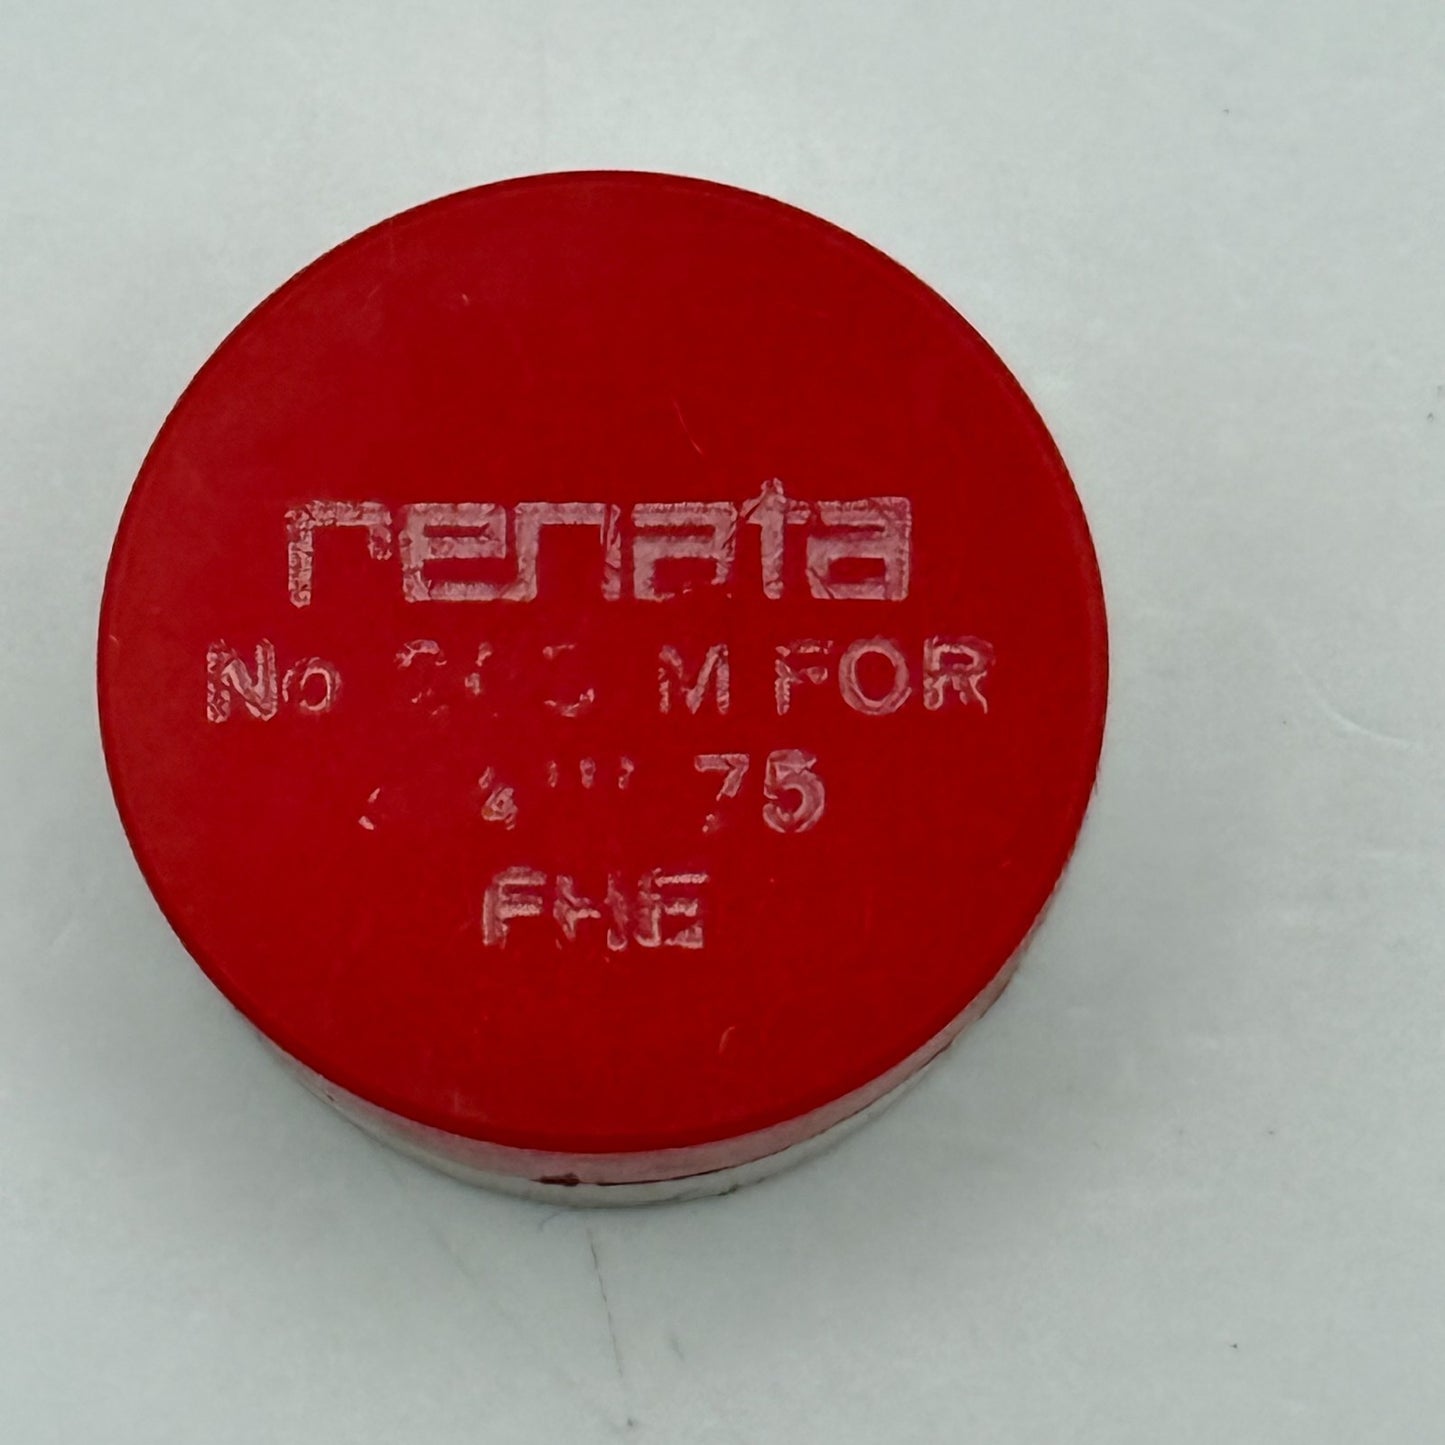 renata
No M FOR
75
FHE